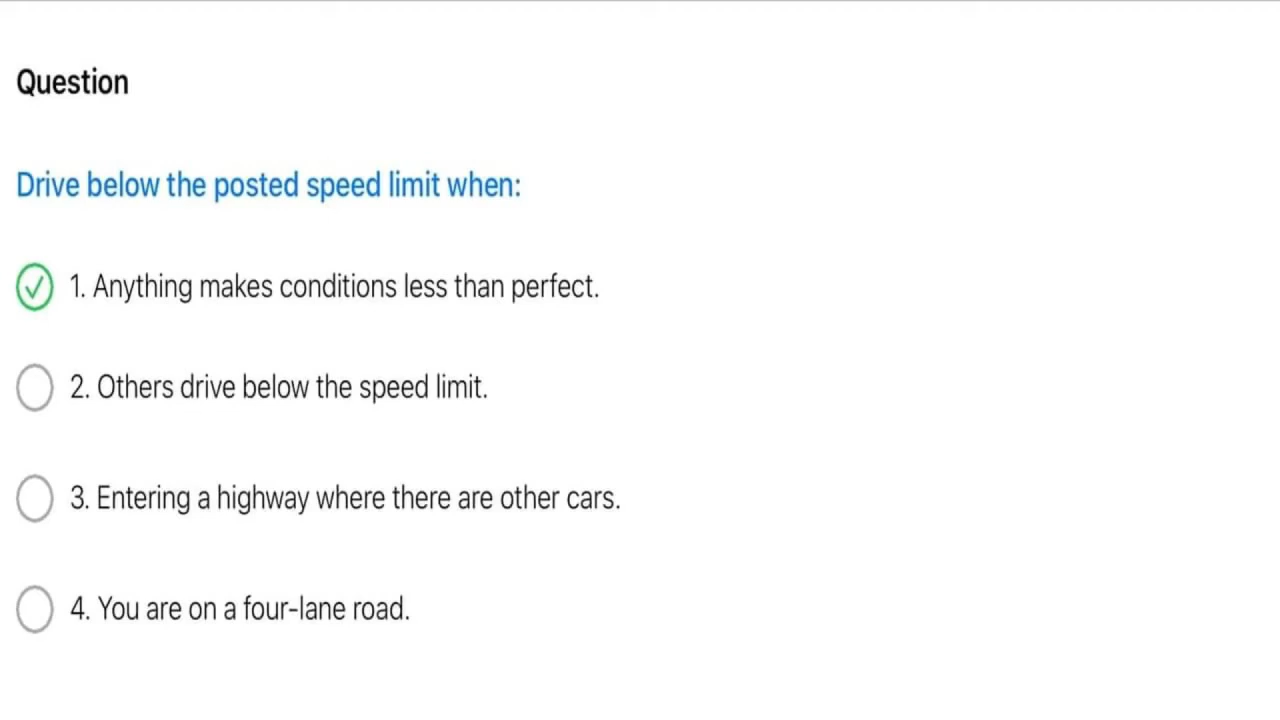 Question
Drive below the posted speed limit when:
1. Anything makes conditions less than perfect.
2. Others drive below the speed limit.
3. Entering a highway where there are other cars.
4. You are on a four-lane road.